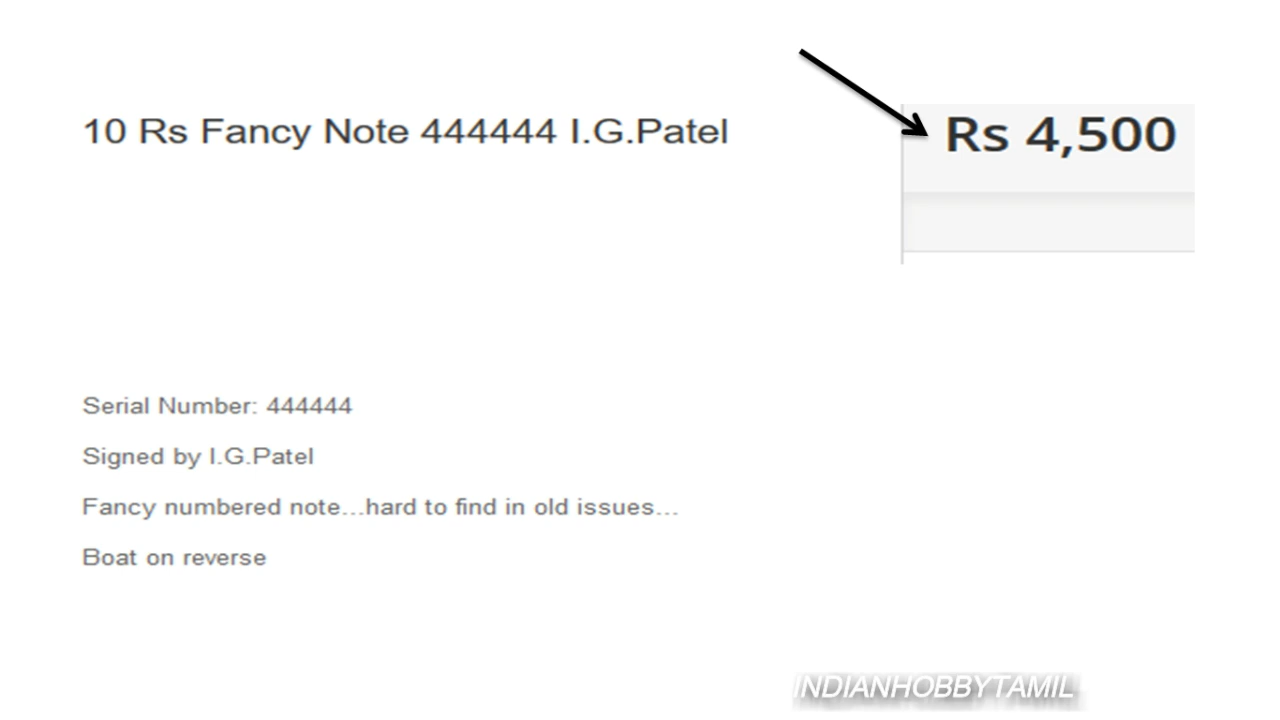 10 Rs Fancy Note 444444 I.G.Patel
Rs 4,500
Serial Number: 444444
Signed by I.G.Patel
Fancy numbered note...hard to find in old issues...
Boat on reverse
INDIANHOBBYTAMIL